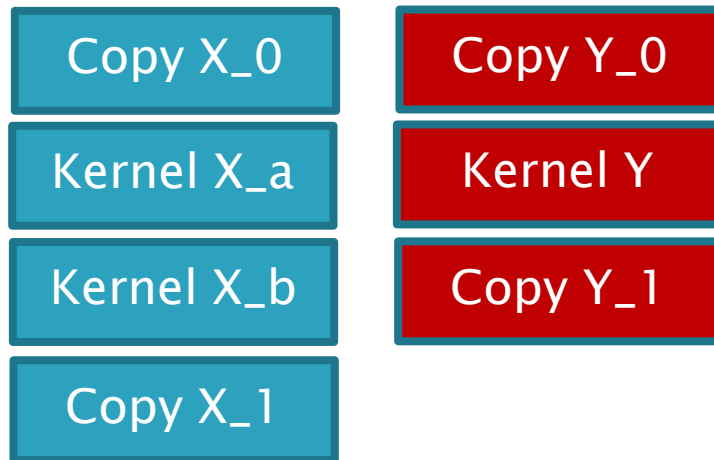 Copy X_0
Kernel X_a
Kernel X_b
Copy X_1
Copy Y_0
Kernel Y
Copy Y_1